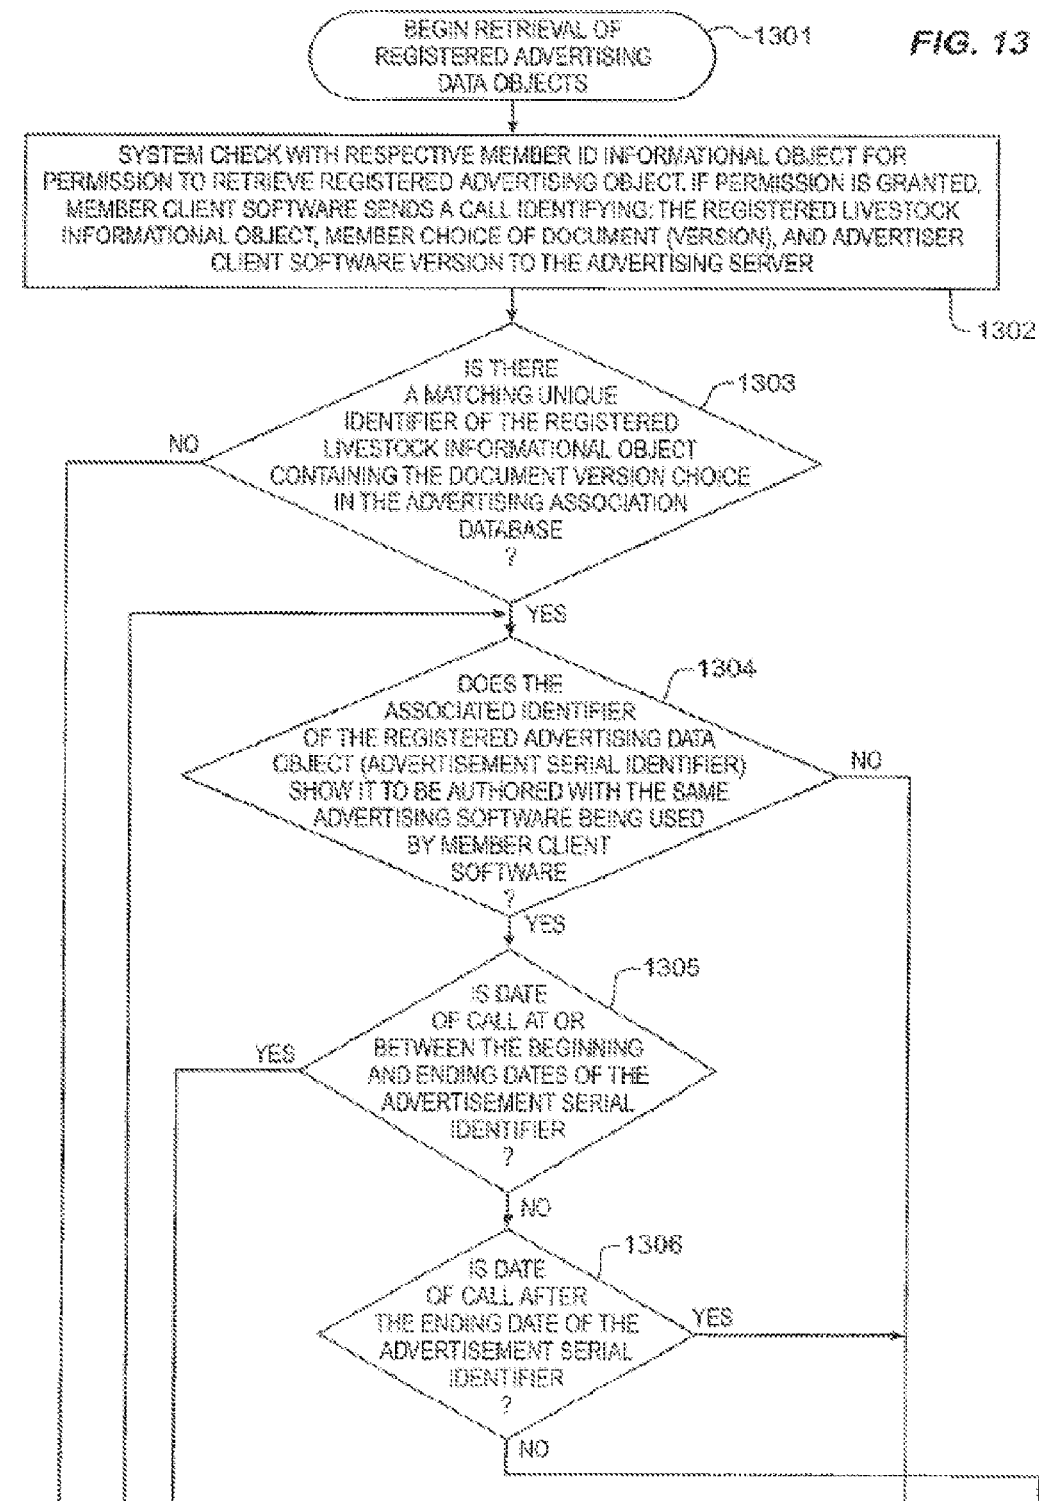 BEGIN RETRIEVAL OF
REGISTERED ADVERTISING
DATA OBJECTS
1301
FIG. 13
SYSTEM CHECK WITH RESPECTIVE MEMBER ID INFORMATIONAL OBJECT FOR
PERMISSION TO RETRIEVE REGISTERED ADVERTISING OBJECT. IF PERMISSION IS GRANTED,
MEMBER CLIENT SOFTWARE SENDS A CALL IDENTIFYING: THE REGISTERED LIVESTOCK
INFORMATIONAL OBJECT, MEMBER CHOICE OF DOCUMENT (VERSION), AND ADVERTISER
CLIENT SOFTWARE VERSION TO THE ADVERTISING SERVER
1302
IS THERE
A MATCHING UNIQUE
IDENTIFIER OF THE REGISTERED
LIVESTOCK INFORMATIONAL OBJECT
CONTAINING THE DOCUMENT VERSION CHOICE
IN THE ADVERTISING ASSOCIATION
DATABASE
?
1303
NO
YES
DOES THE
ASSOCIATED IDENTIFIER
OF THE REGISTERED ADVERTISING DATA
OBJECT (ADVERTISEMENT SERIAL IDENTIFIER)
SHOW IT TO BE AUTHORED WITH THE SAME
ADVERTISING SOFTWARE BEING USED
BY MEMBER CLIENT
SOFTWARE
?
1304
NO
YES
IS DATE
OF CALL AT OR
BETWEEN THE BEGINNING
AND ENDING DATES OF THE
ADVERTISEMENT SERIAL
IDENTIFIER
?
1305
YES
NO
IS DATE
OF CALL AFTER
THE ENDING DATE OF THE
ADVERTISEMENT SERIAL
IDENTIFIER
?
1306
YES
NO